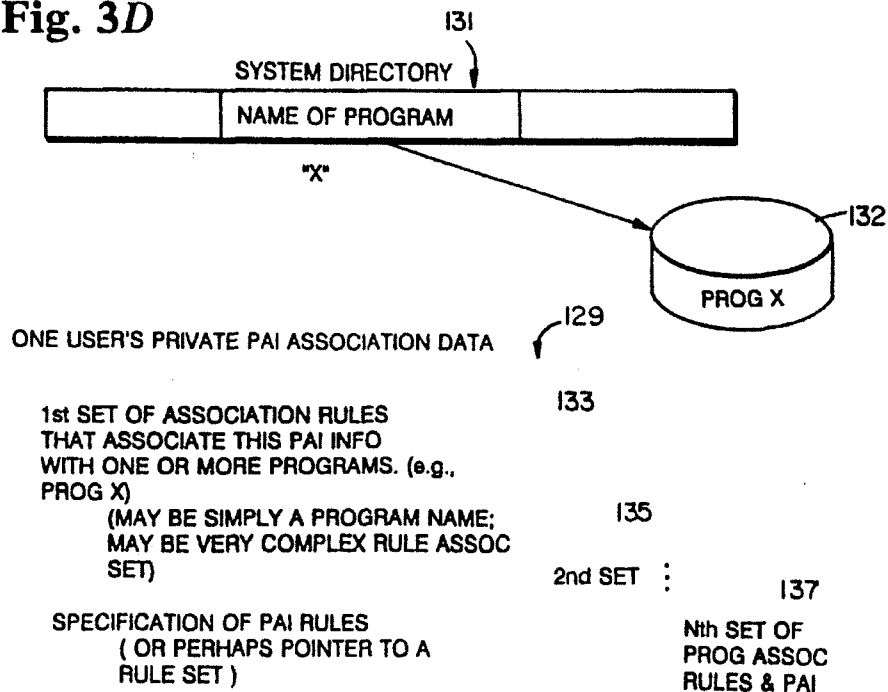 Fig. 3D
131
SYSTEM DIRECTORY
NAME OF PROGRAM
"X"
132
PROG X
129
ONE USER'S PRIVATE PAI ASSOCIATION DATA
133
1st SET OF ASSOCIATION RULES
THAT ASSOCIATE THIS PAI INFO
WITH ONE OR MORE PROGRAMS. (e.g.,
PROG X)
(MAY BE SIMPLY A PROGRAM NAME;
MAY BE VERY COMPLEX RULE ASSOC
SET)
135
2nd SET :
137
SPECIFICATION OF PAI RULES
( OR PERHAPS POINTER TO A
RULE SET )
Nth SET OF
PROG ASSOC
RULES & PAI